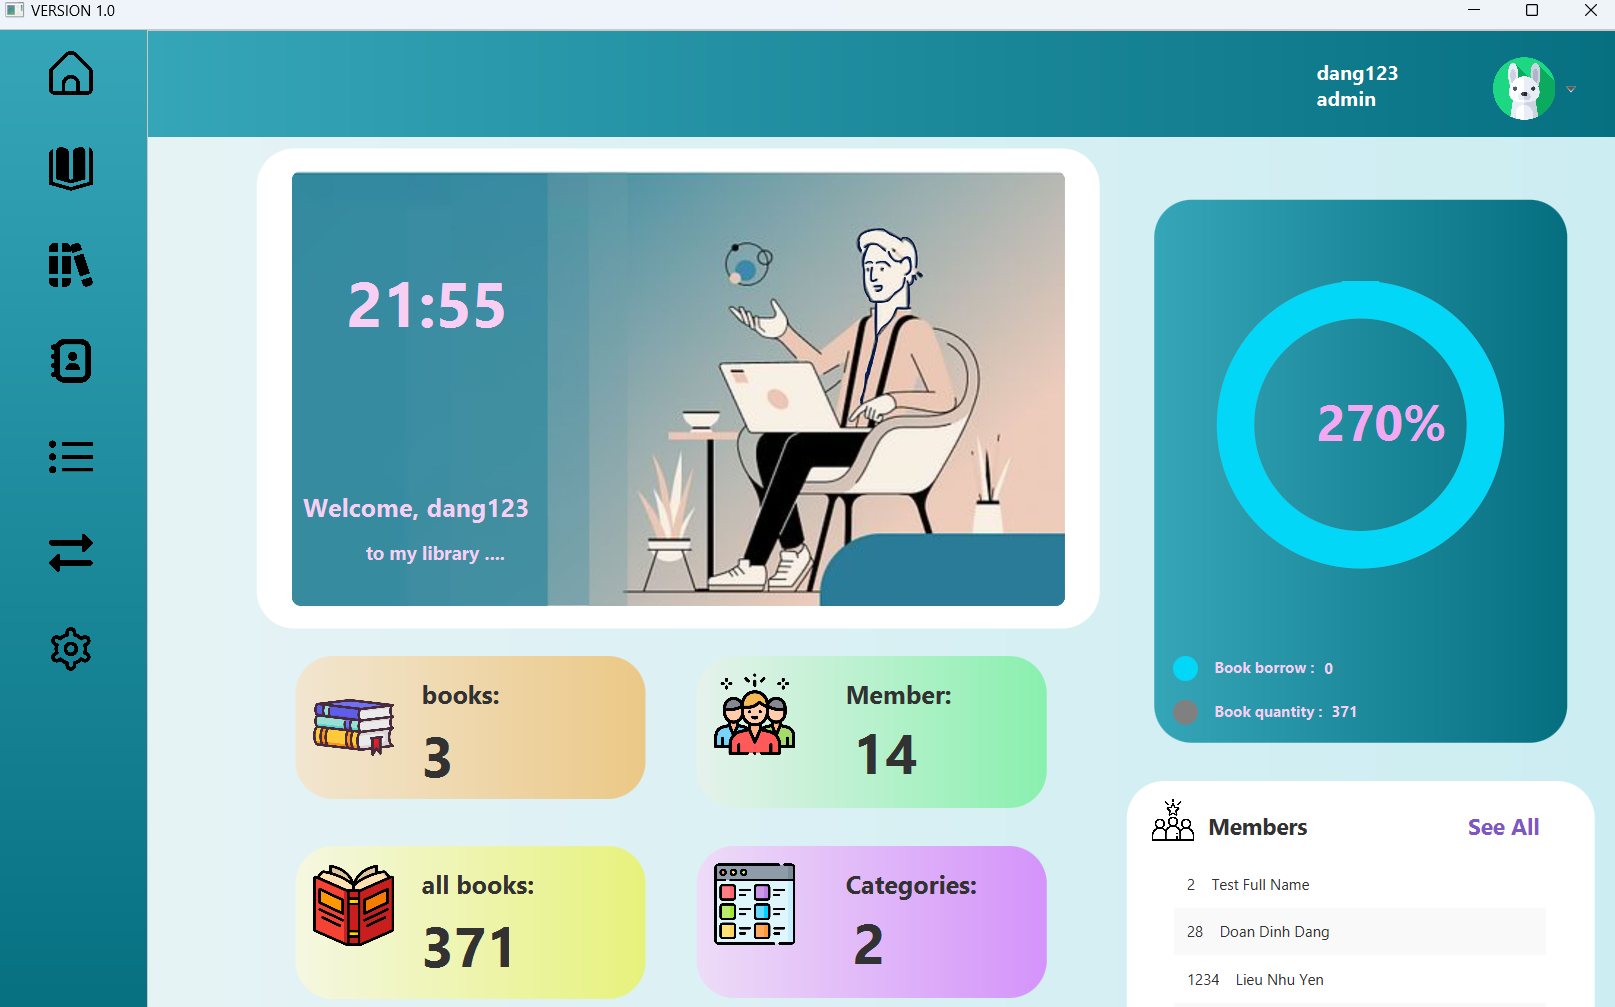 VERSION 1.0
dang123
admin
21:55
Welcome, dang123
to my library ....
270%
Book borrow : 0
Book quantity : 371
books:
3
Member:
14
all books:
371
Categories:
2
Members See All
2 Test Full Name
28 Doan Dinh Dang
1234 Lieu Nhu Yen